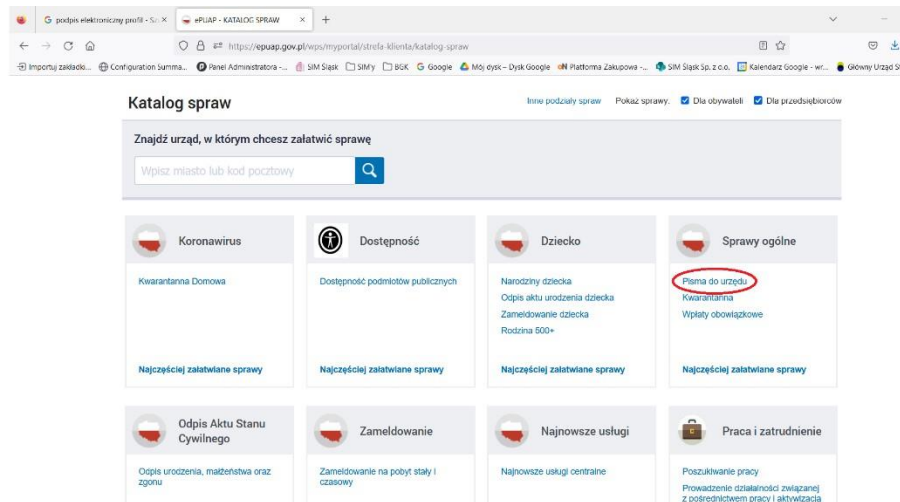 podpis elektroniczny profil - Sz
ePUAP - KATALOG SPRAW
https://epuap.gov.pl/wps/myportal/strefa-klienta/katalog-spraw
Importuj zakładki... Configuration Summa... Panel Administratora -... SIM Śląsk SIM'y BGK Google Mój dysk – Dysk Google Platforma Zakupowa -... SIM Śląsk Sp. z o.o. Kalendarz Google - wr... Główny Urząd S
Katalog spraw
Inne podziały spraw Pokaż sprawy: Dla obywateli Dla przedsiębiorców
Znajdź urząd, w którym chcesz załatwić sprawę
Wpisz miasto lub kod pocztowy
Koronawirus
Kwarantanna Domowa
Najczęściej załatwiane sprawy
Dostępność
Dostępność podmiotów publicznych
Najczęściej załatwiane sprawy
Dziecko
Narodziny dziecka
Odpis aktu urodzenia dziecka
Zameldowanie dziecka
Rodzina 500+
Najczęściej załatwiane sprawy
Sprawy ogólne
Pisma do urzędu
Kwarantanna
Wpłaty obowiązkowe
Najczęściej załatwiane sprawy
Odpis Aktu Stanu
Cywilnego
Odpis urodzenia, małżeństwa oraz
zgonu
Zameldowanie
Zameldowanie na pobyt stały i
czasowy
Najnowsze usługi
Najnowsze usługi centralne
Praca i zatrudnienie
Poszukiwanie pracy
Prowadzenie działalności związanej
z pośrednictwem pracy i aktywizacją